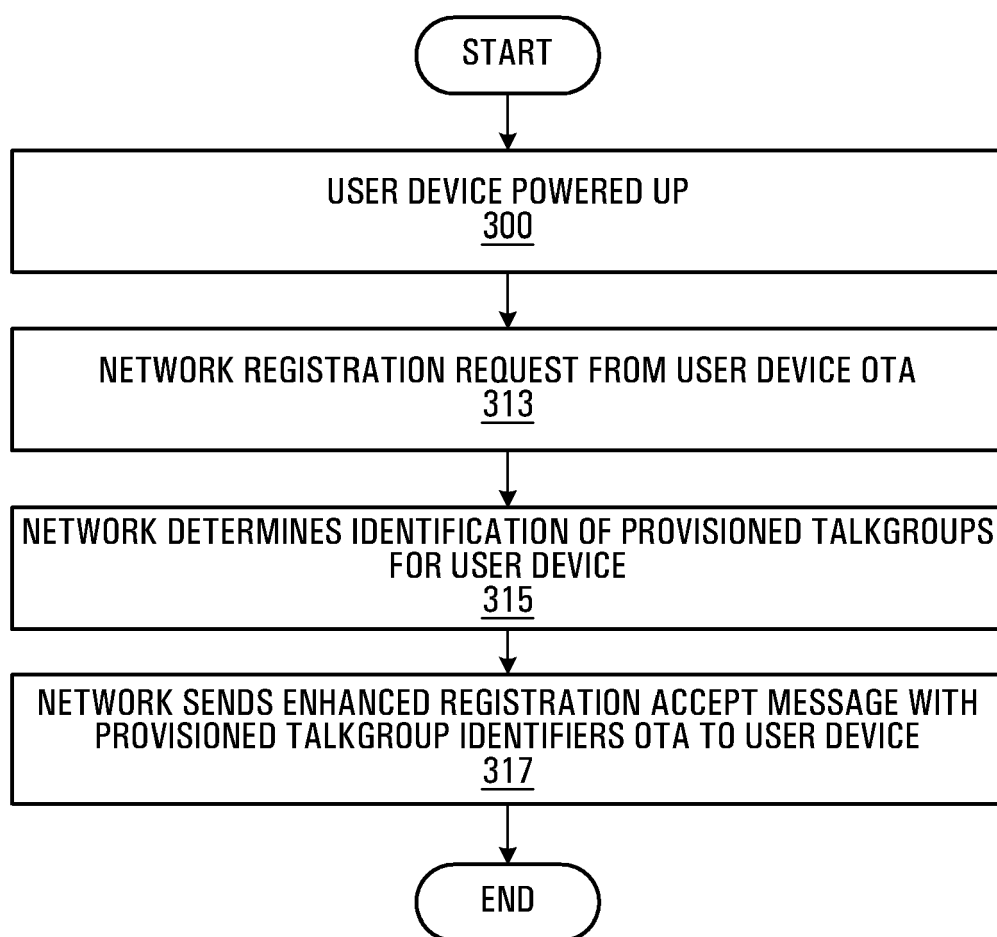 START
USER DEVICE POWERED UP
300
NETWORK REGISTRATION REQUEST FROM USER DEVICE OTA
313
NETWORK DETERMINES IDENTIFICATION OF PROVISIONED TALKGROUPS
FOR USER DEVICE
315
NETWORK SENDS ENHANCED REGISTRATION ACCEPT MESSAGE WITH
PROVISIONED TALKGROUP IDENTIFIERS OTA TO USER DEVICE
317
END